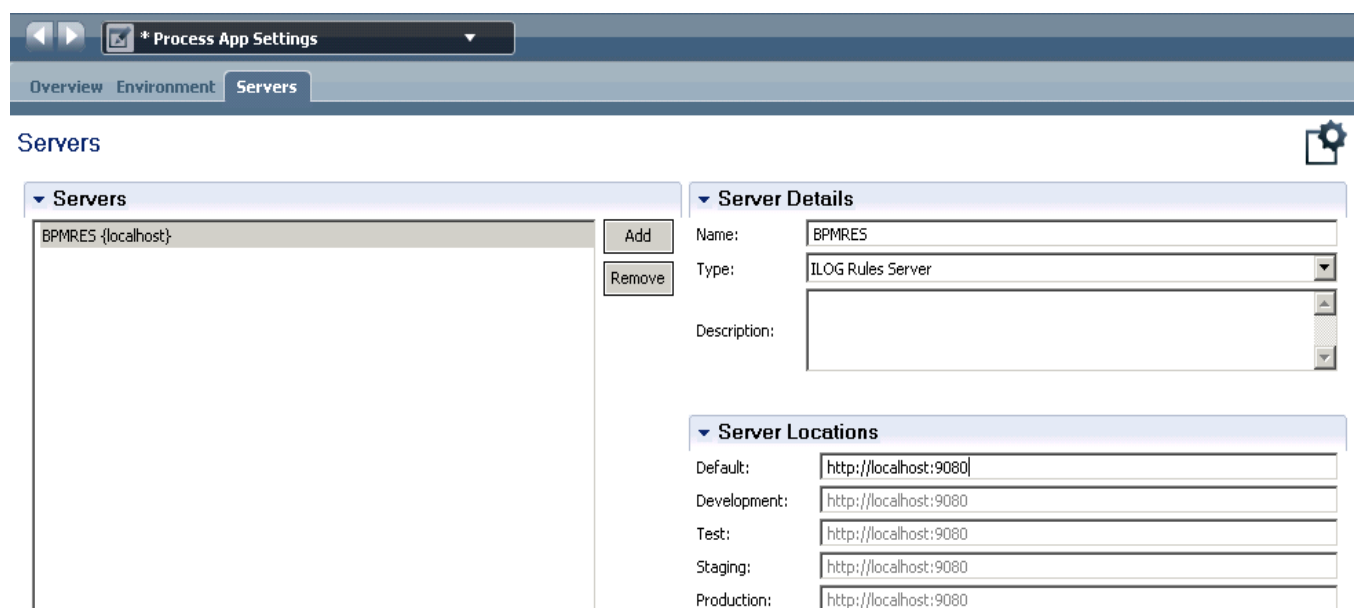 * Process App Settings
Overview Environment Servers
Servers
Servers
BPMRES {localhost}
Add
Remove
Server Details
Name: BPMRES
Type: ILOG Rules Server
Description:
Server Locations
Default: http://localhost:9080
Development: http://localhost:9080
Test: http://localhost:9080
Staging: http://localhost:9080
Production: http://localhost:9080